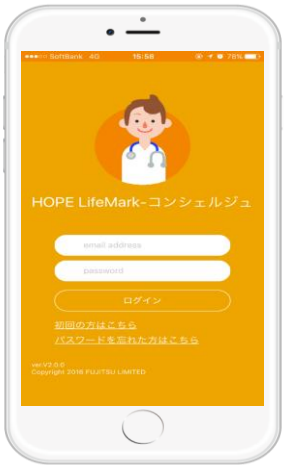 SoftBank 4G 15:56 76%
HOPE LifeMark-コンシェルジュ
email address
password
ログイン
初回の方はこちら
パスワードを忘れた方はこちら
ver.V2.0.0
Copyright 2016 FUJITSU LIMITED